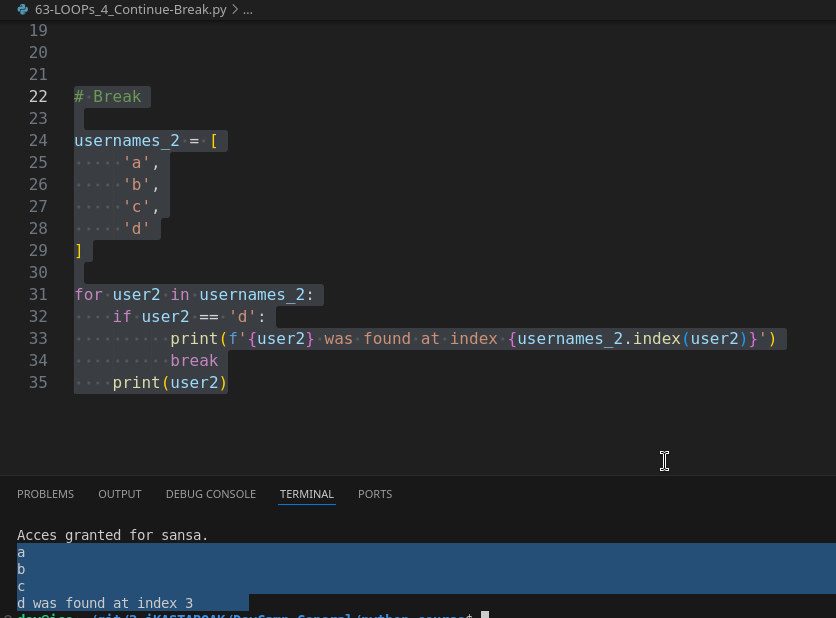 63-LOOPs_4_Continue-Break.py > ...
19
20
21
22 # Break
23
24 usernames_2 = [
25      'a',
26      'b',
27      'c',
28      'd'
29 ]
30
31 for user2 in usernames_2:
32     if user2 == 'd':
33           print(f'{user2} was found at index {usernames_2.index(user2)}')
34           break
35     print(user2)
PROBLEMS OUTPUT DEBUG CONSOLE TERMINAL PORTS
Acces granted for sansa.
a
b
c
d was found at index 3